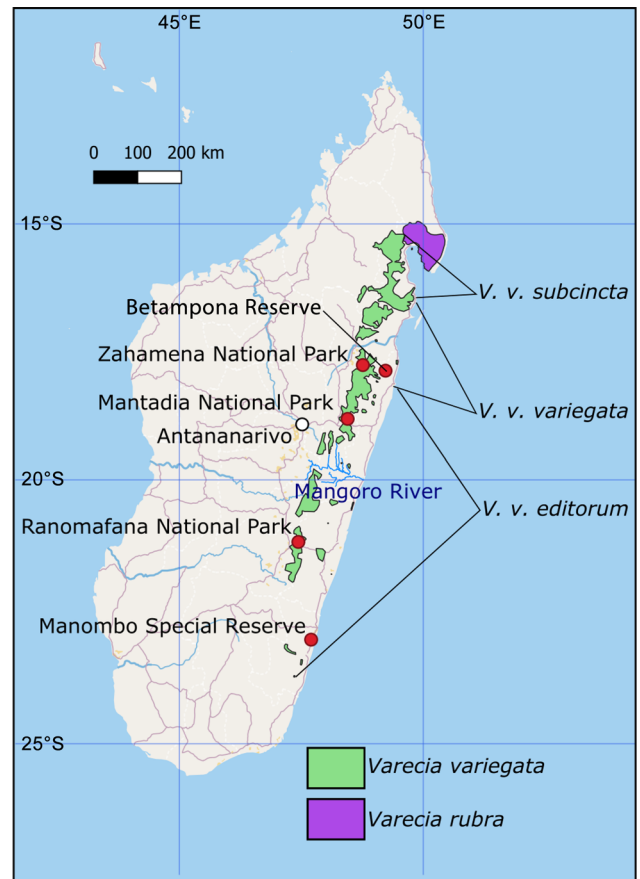 45°E 50°E
0 100 200 km
15°S
V. v. subcincta
Betampona Reserve
Zahamena National Park
Mantadia National Park
V. v. variegata
Antananarivo
20°S
Mangoro River
V. v. editorum
Ranomafana National Park
Manombo Special Reserve
25°S
Varecia variegata
Varecia rubra